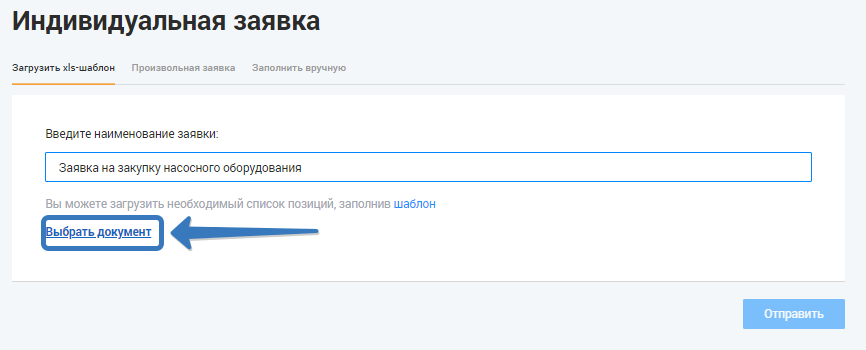 Индивидуальная заявка
Загрузить xls-шаблон Произвольная заявка Заполнить вручную
Введите наименование заявки:
Заявка на закупку насосного оборудования
Вы можете загрузить необходимый список позиций, заполнив шаблон
Выбрать документ
Отправить